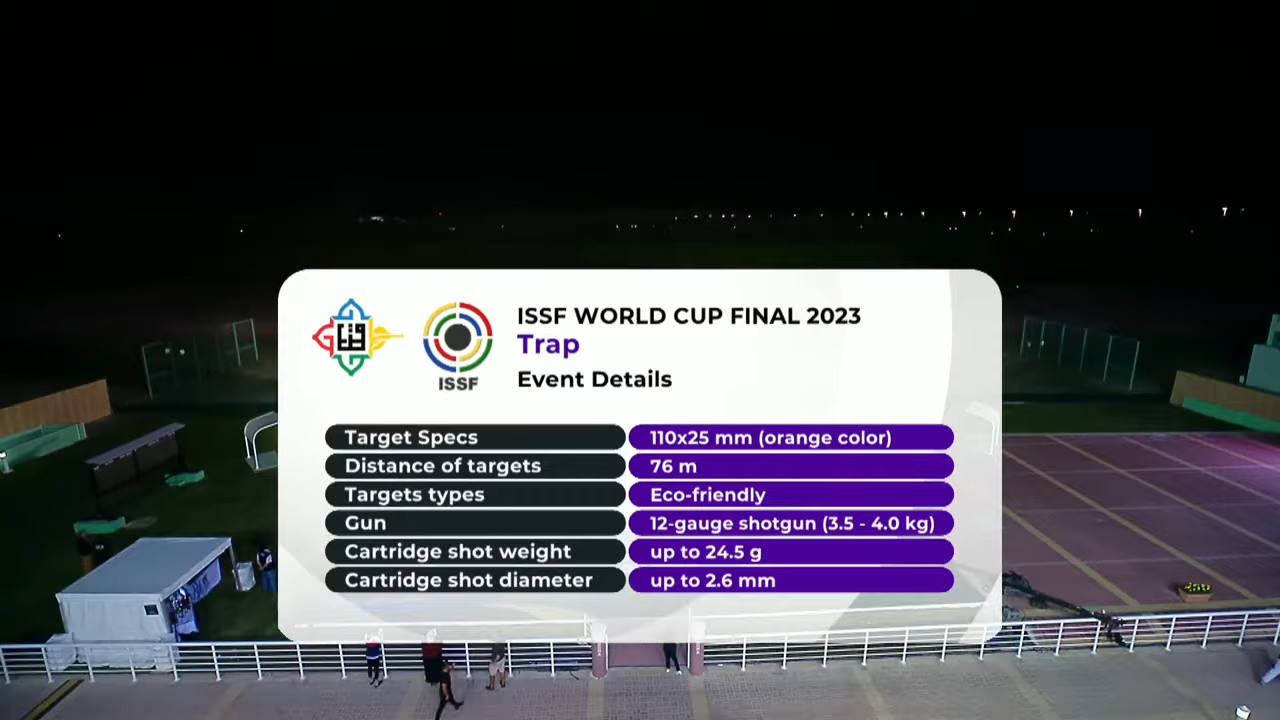 ISSF WORLD CUP FINAL 2023
Trap
Event Details
ISSF
Target Specs 110x25 mm (orange color)
Distance of targets 76 m
Targets types Eco-friendly
Gun 12-gauge shotgun (3.5 - 4.0 kg)
Cartridge shot weight up to 24.5 g
Cartridge shot diameter up to 2.6 mm